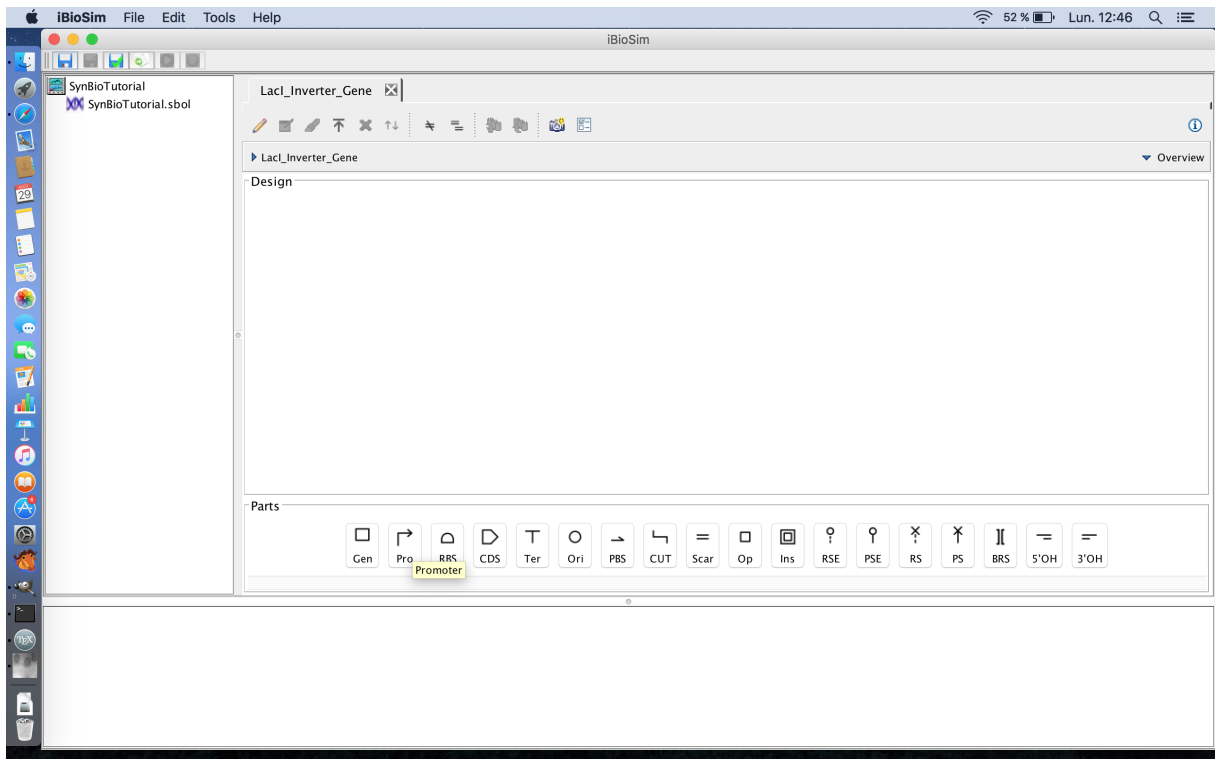 iBioSim File Edit Tools Help 52 % Lun. 12:46
iBioSim
SynBioTutorial
SynBioTutorial.sbol
LacI_Inverter_Gene
LacI_Inverter_Gene Overview
Design
29
Parts
Gen Pro RBS CDS Ter Ori PBS CUT Scar Op Ins RSE PSE RS PS BRS 5'OH 3'OH
Promoter
TEX